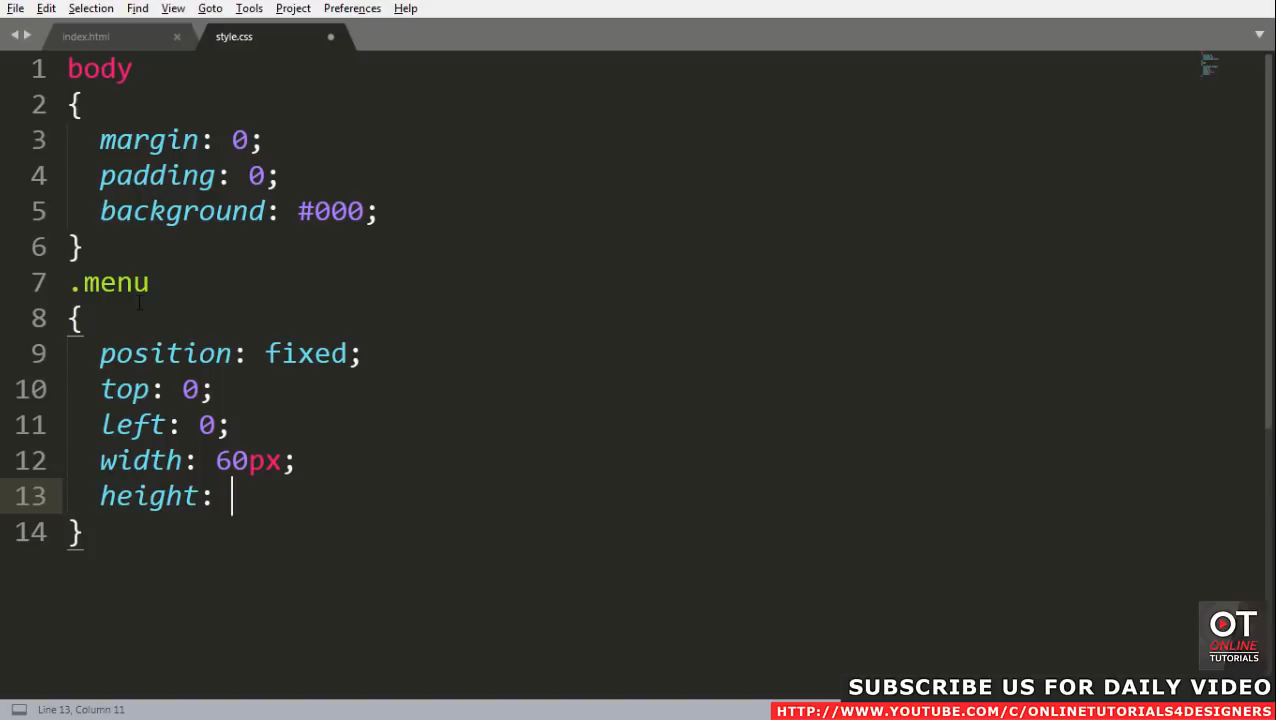 File Edit Selection Find View Goto Tools Project Preferences Help
index.html × style.css
1 body
2 {
3 margin: 0;
4 padding: 0;
5 background: #000;
6 }
7 .menu
8 {
9 position: fixed;
10 top: 0;
11 left: 0;
12 width: 60px;
13 height:
14 }
OT
ONLINE
TUTORIALS
SUBSCRIBE US FOR DAILY VIDEO
HTTP://WWW.YOUTUBE.COM/C/ONLINETUTORIALS4DESIGNERS
Line 13, Column 11